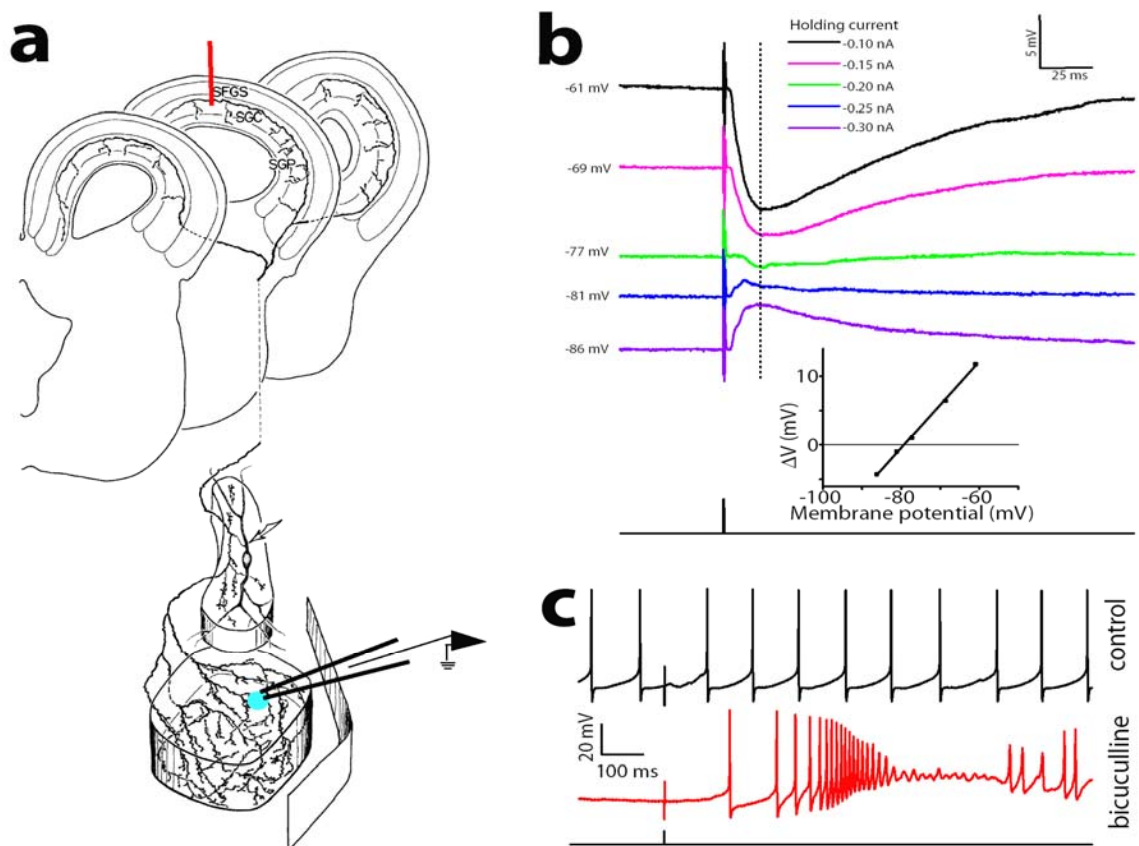 a
SFGS
SGC
SGP
b
Holding current
-0.10 nA
-0.15 nA
-0.20 nA
-0.25 nA
-0.30 nA
5 mV
25 ms
-61 mV
-69 mV
-77 mV
-81 mV
-86 mV
ΔV (mV)
10
0
-100
-80
-60
Membrane potential (mV)
c
control
20 mV
100 ms
bicuculline